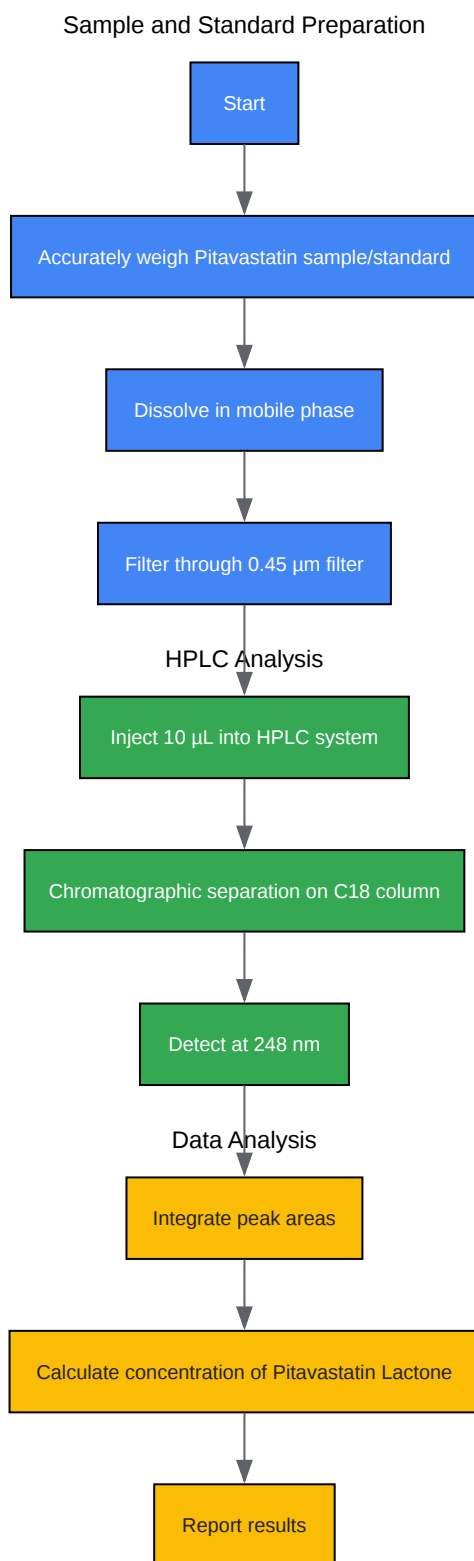 Sample and Standard Preparation
Start
Accurately weigh Pitavastatin sample/standard
Dissolve in mobile phase
Filter through 0.45 µm filter
HPLC Analysis
Inject 10 µL into HPLC system
Chromatographic separation on C18 column
Detect at 248 nm
Data Analysis
Integrate peak areas
Calculate concentration of Pitavastatin Lactone
Report results